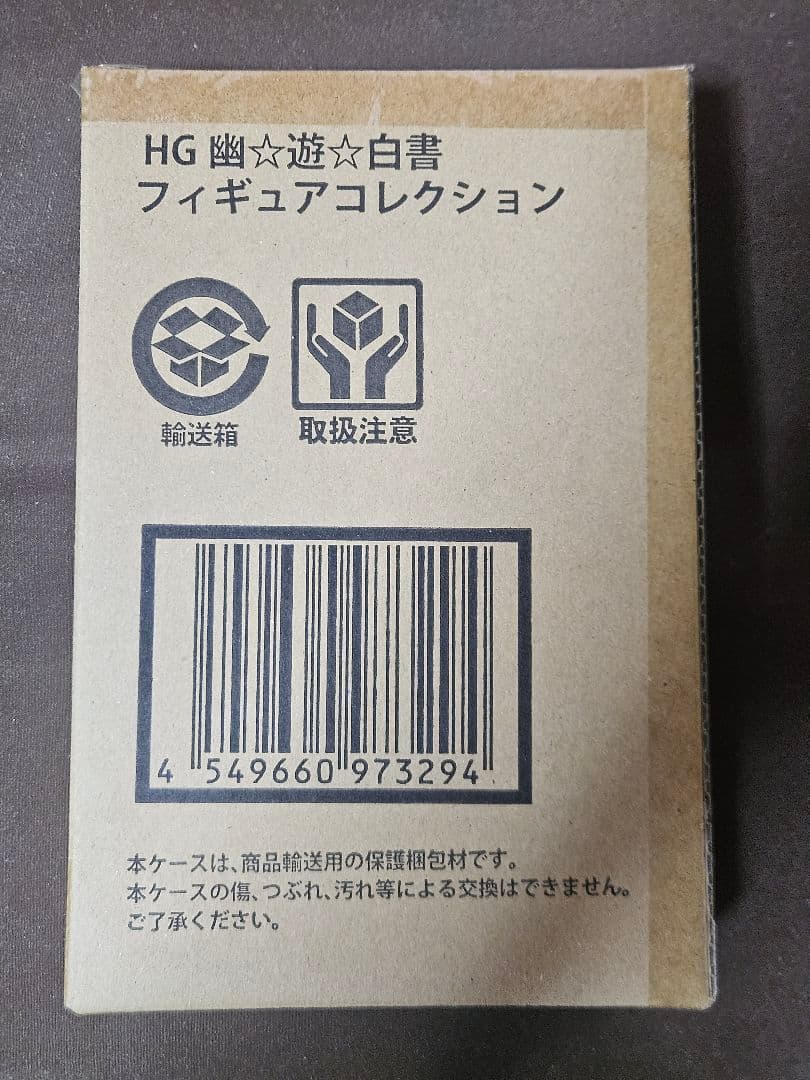 HG 幽☆遊☆白書
フィギュアコレクション
輸送箱
取扱注意
4 549660 973294
本ケースは、商品輸送用の保護梱包材です。
本ケースの傷、つぶれ、汚れ等による交換はできません。
ご了承ください。